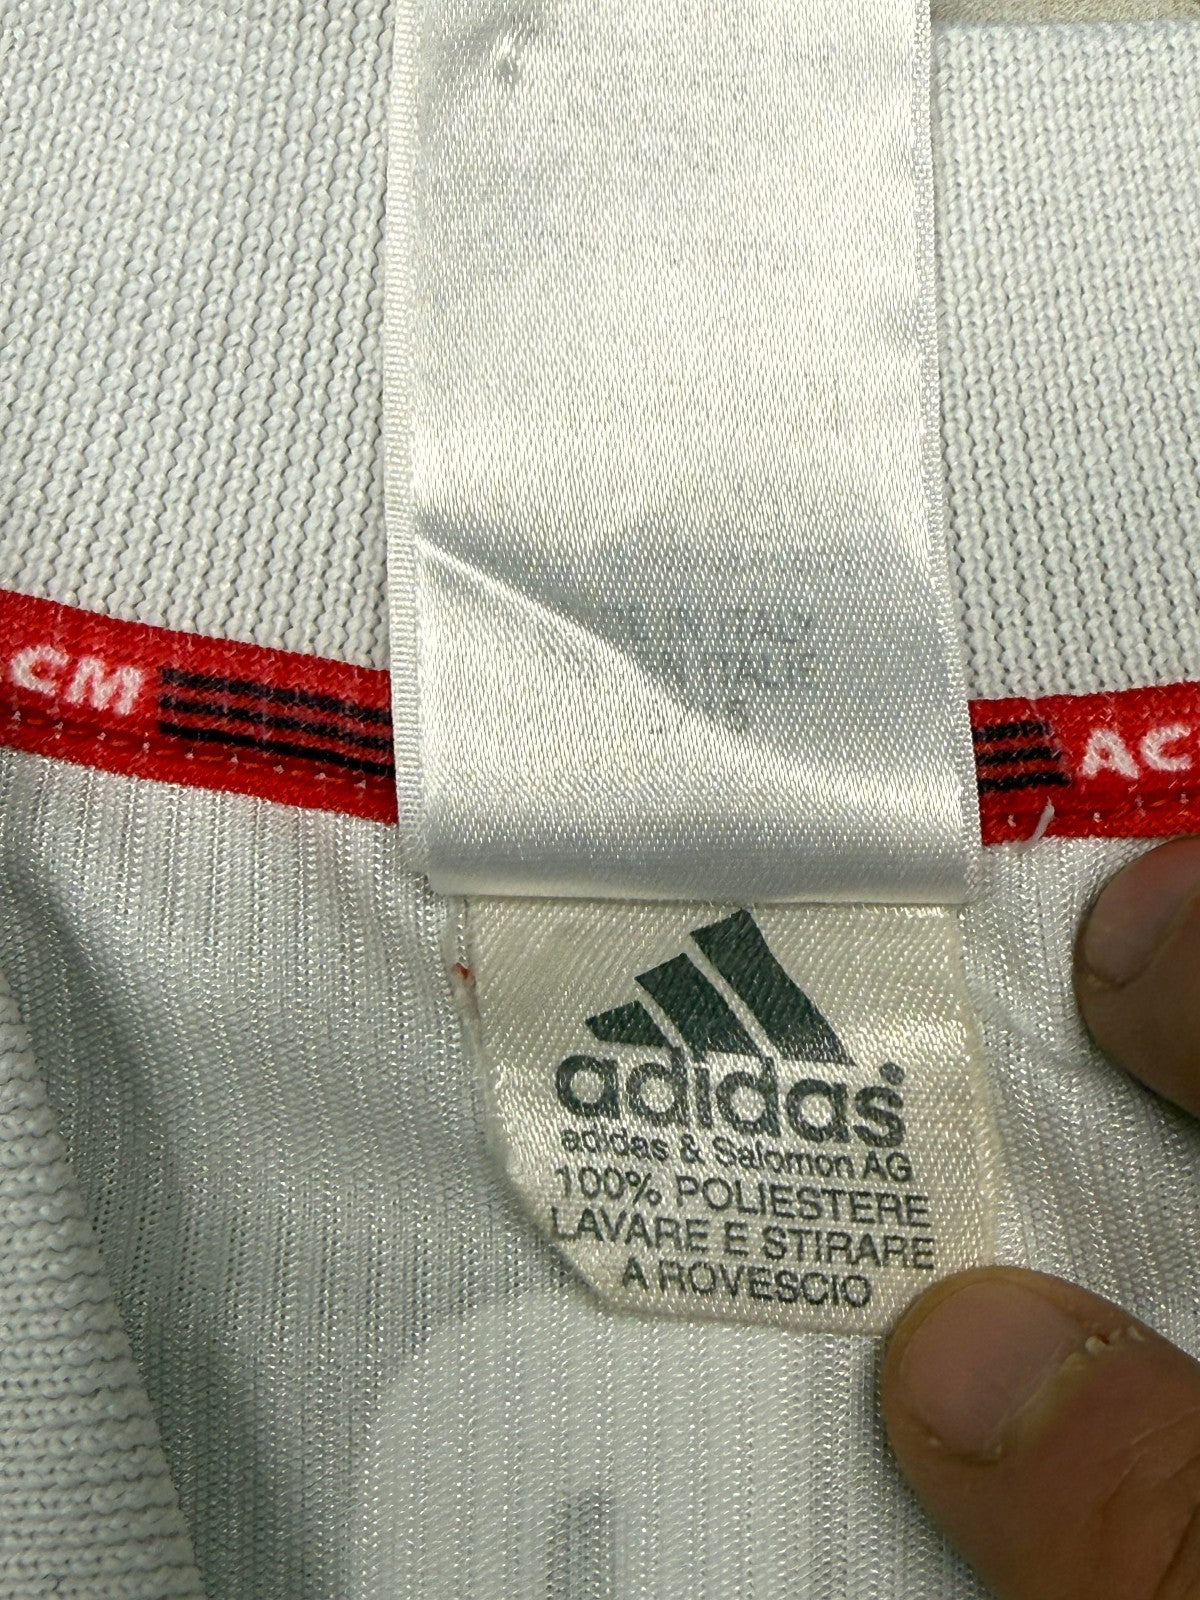 CM
AC
adidas®
adidas & Salomon AG
100% POLIESTERE
LAVARE E STIRARE
A ROVESCIO